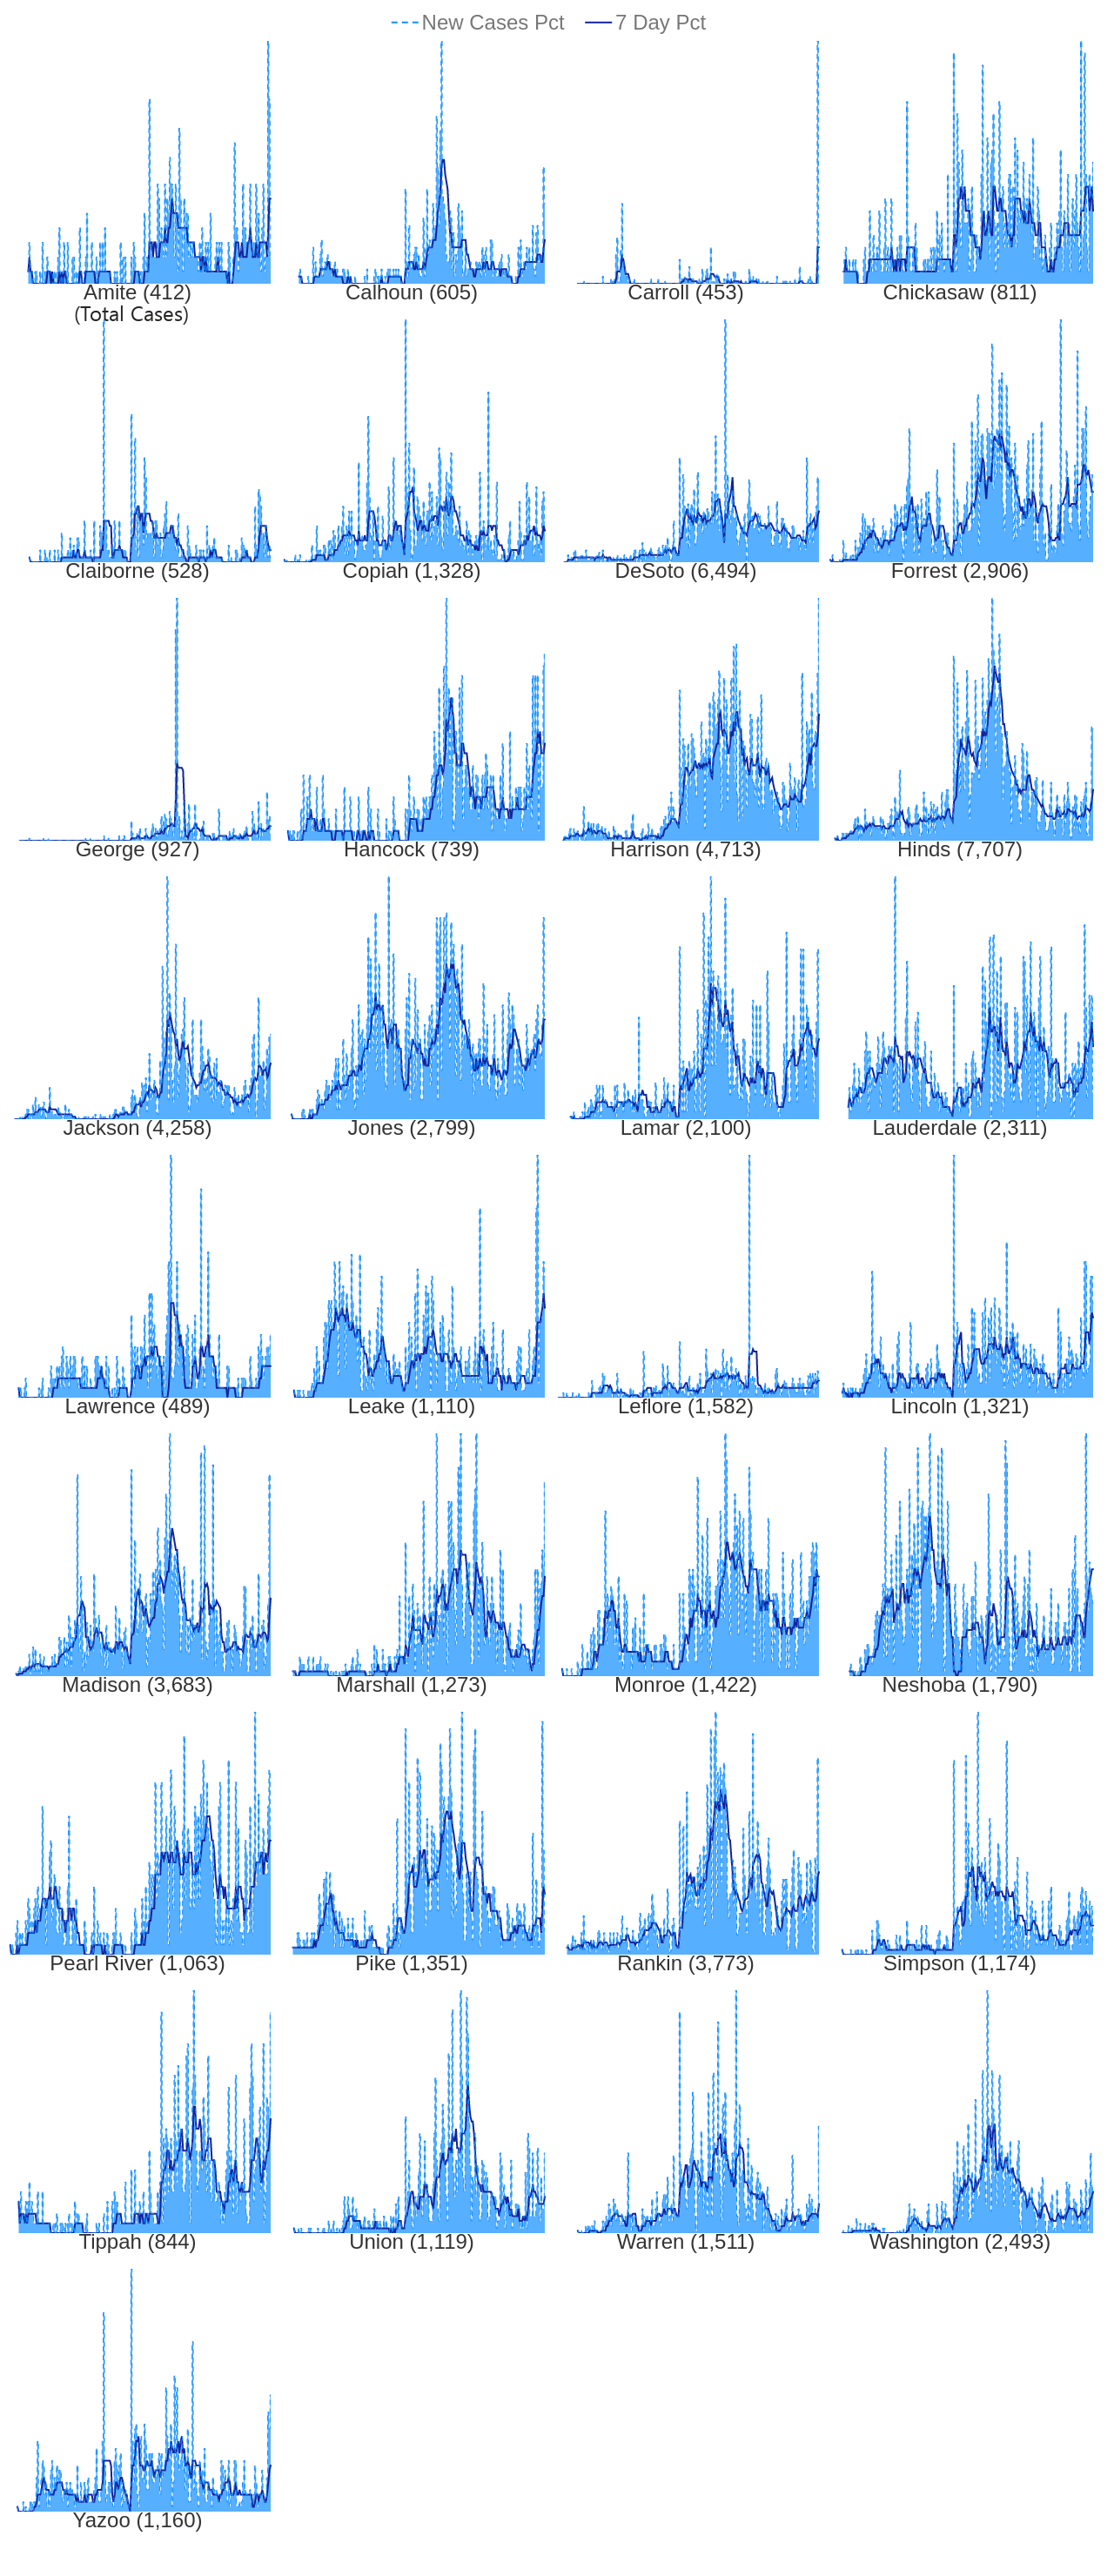 New Cases Pct 7 Day Pct
Amite (412) Calhoun (605) Carroll (453) Chickasaw (811)
(Total Cases)
Claiborne (528) Copiah (1,328) DeSoto (6,494) Forrest (2,906)
George (927) Hancock (739) Harrison (4,713) Hinds (7,707)
Jackson (4,258) Jones (2,799) Lamar (2,100) Lauderdale (2,311)
Lawrence (489) Leake (1,110) Leflore (1,582) Lincoln (1,321)
Madison (3,683) Marshall (1,273) Monroe (1,422) Neshoba (1,790)
Pearl River (1,063) Pike (1,351) Rankin (3,773) Simpson (1,174)
Tippah (844) Union (1,119) Warren (1,511) Washington (2,493)
Yazoo (1,160)